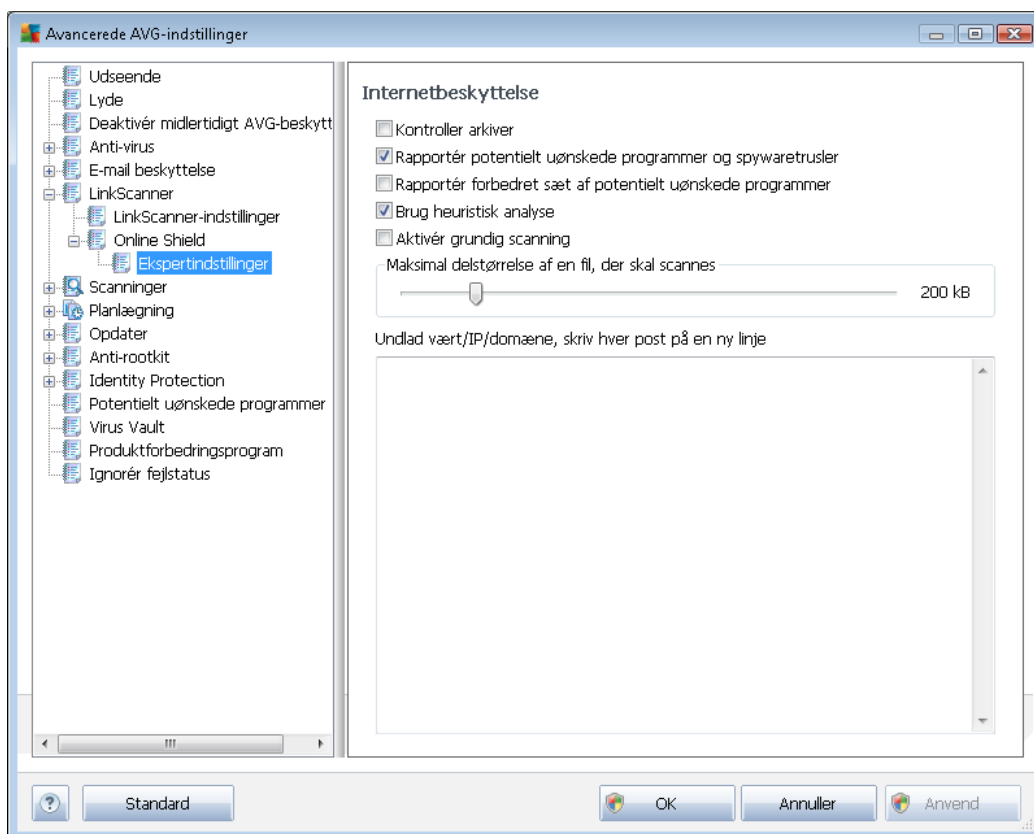 Avancerede AVG-indstillinger
Udseende
Lyde
Deaktivér midlertidigt AVG-beskytt
Anti-virus
E-mail beskyttelse
LinkScanner
LinkScanner-indstillinger
Online Shield
Ekspertindstillinger
Scanninger
Planlægning
Opdater
Anti-rootkit
Identity Protection
Potentielt uønskede programmer
Virus Vault
Produktforbedringsprogram
Ignorér fejlstatus
Internetbeskyttelse
Kontroller arkiver
Rapportér potentielt uønskede programmer og spywaretrusler
Rapportér forbedret sæt af potentielt uønskede programmer
Brug heuristisk analyse
Aktivér grundig scanning
Maksimal delstørrelse af en fil, der skal scannes
200 kB
Undlad vært/IP/domæne, skriv hver post på en ny linje
Standard
OK
Annuller
Anvend